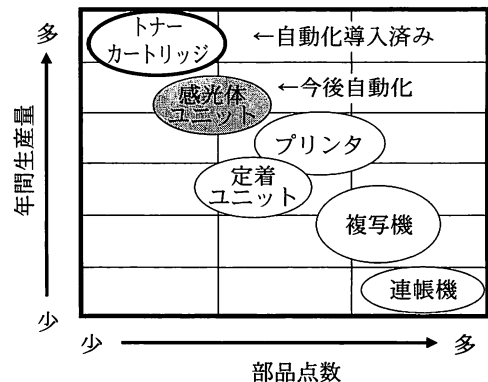 多
年間生産量
少
トナー
カートリッジ
←自動化導入済み
感光体
ユニット
←今後自動化
プリンタ
定着
ユニット
複写機
連帳機
少
多
部品点数